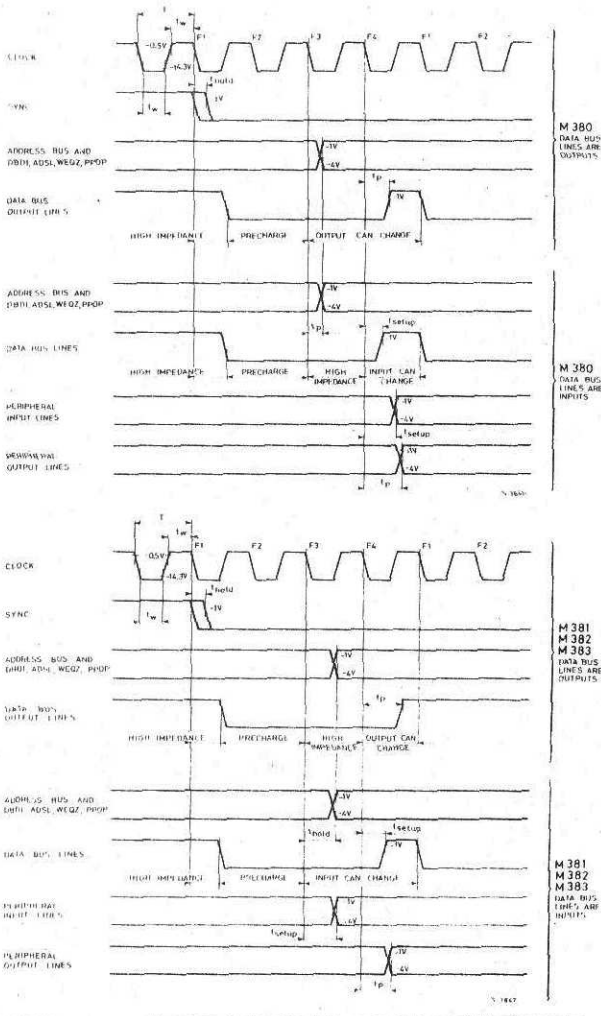 T
tw
F1 F2 F3 F4 F1 F2
CLOCK
-0.5V
-14.3V
tw
thold
SYNC
-1V
ADDRESS BUS AND
DBDI, ADSL, WEQZ, PPOP
-1V
-4V
DATA BUS
OUTPUT LINES
tp
-1V
HIGH IMPEDANCE PRECHARGE OUTPUT CAN CHANGE
M 380
DATA BUS
LINES ARE
OUTPUTS
ADDRESS BUS AND
DBDI, ADSL, WEQZ, PPOP
-1V
-4V
tp
tsetup
DATA BUS LINES
-1V
HIGH IMPEDANCE PRECHARGE HIGH IMPEDANCE INPUT CAN CHANGE
PERIPHERAL
INPUT LINES
-1V
-4V
tsetup
PERIPHERAL
OUTPUT LINES
-4V
tp
M 380
DATA BUS
LINES ARE
INPUTS
T
tw
F1 F2 F3 F4 F1 F2
CLOCK
-0.5V
-14.3V
tw
thold
SYNC
-1V
ADDRESS BUS AND
DBDI, ADSL, WEQZ, PPOP
-1V
-4V
DATA BUS
OUTPUT LINES
tp
HIGH IMPEDANCE PRECHARGE HIGH IMPEDANCE OUTPUT CAN CHANGE
M 381
M 382
M 383
DATA BUS
LINES ARE
OUTPUTS
ADDRESS BUS AND
DBDI, ADSL, WEQZ, PPOP
-1V
-4V
thold
tsetup
DATA BUS LINES
-1V
HIGH IMPEDANCE PRECHARGE INPUT CAN CHANGE
PERIPHERAL
INPUT LINES
-1V
-4V
tsetup
PERIPHERAL
OUTPUT LINES
-1V
-4V
tp
M 381
M 382
M 383
DATA BUS
LINES ARE
INPUTS